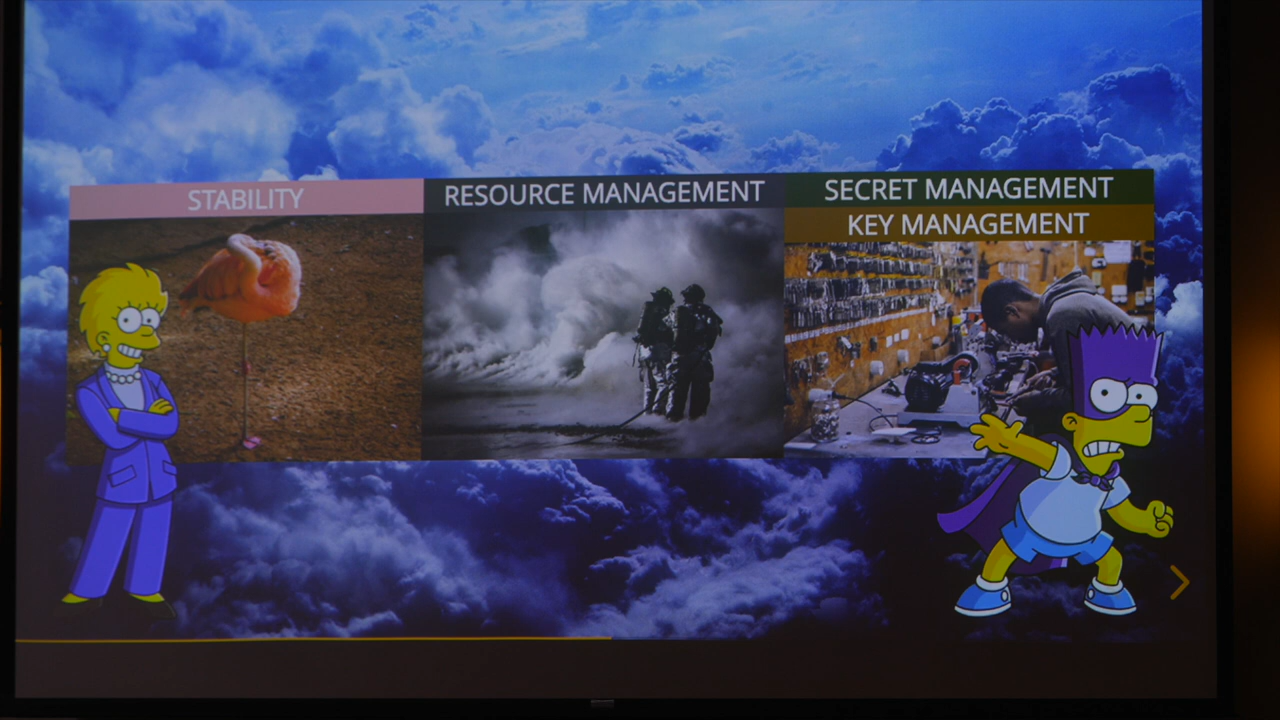 STABILITY
RESOURCE MANAGEMENT
SECRET MANAGEMENT
KEY MANAGEMENT